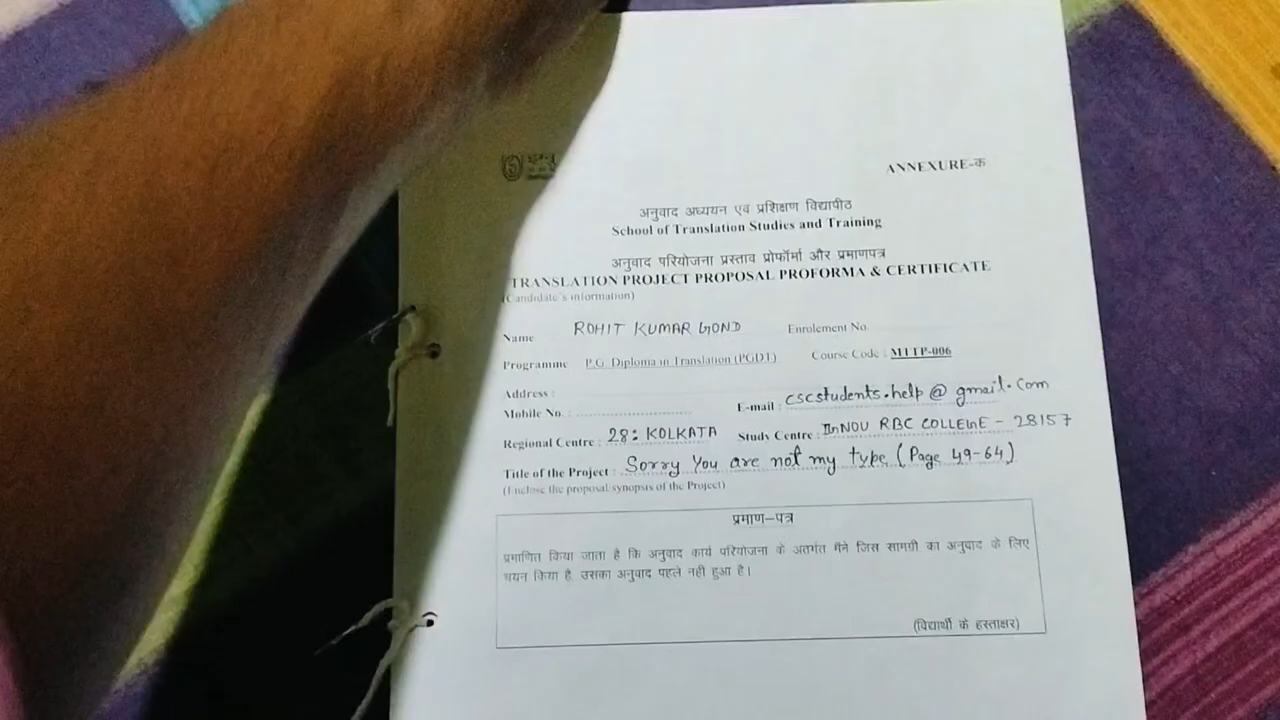 ANNEXURE-क
अनुवाद अध्ययन एवं प्रशिक्षण विद्यापीठ
School of Translation Studies and Training
अनुवाद परियोजना प्रस्ताव प्रोफॉर्मा और प्रमाणपत्र
TRANSLATION PROJECT PROPOSAL PROFORMA & CERTIFICATE
(Candidate's information)
Name ROHIT KUMAR GOND Enrolement No.
Programme P.G. Diploma in Translation (PGDT) Course Code : MTTP-006
Address :
Mobile No. : E-mail : cscstudents.help@gmail.com
Regional Centre : 28: KOLKATA Study Centre : IGNOU RBC COLLEGE - 28157
Title of the Project : Sorry You are not my type (Page 49-64)
(Enclose the proposal/synopsis of the Project)
प्रमाण–पत्र
प्रमाणित किया जाता है कि अनुवाद कार्य परियोजना के अंतर्गत मैंने जिस सामग्री का अनुवाद के लिए
चयन किया है, उसका अनुवाद पहले नहीं हुआ है।
(विद्यार्थी के हस्ताक्षर)